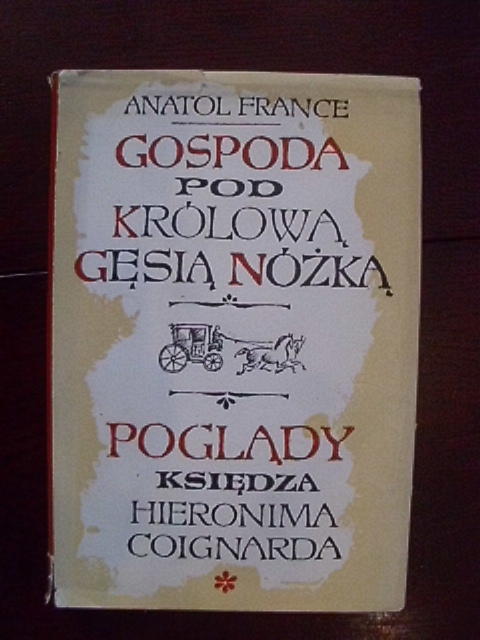 ANATOL FRANCE
GOSPODA
POD
KRÓLOWĄ
GĘSIĄ NÓŻKĄ
POGLĄDY
KSIĘDZA
HIERONIMA
COIGNARDA